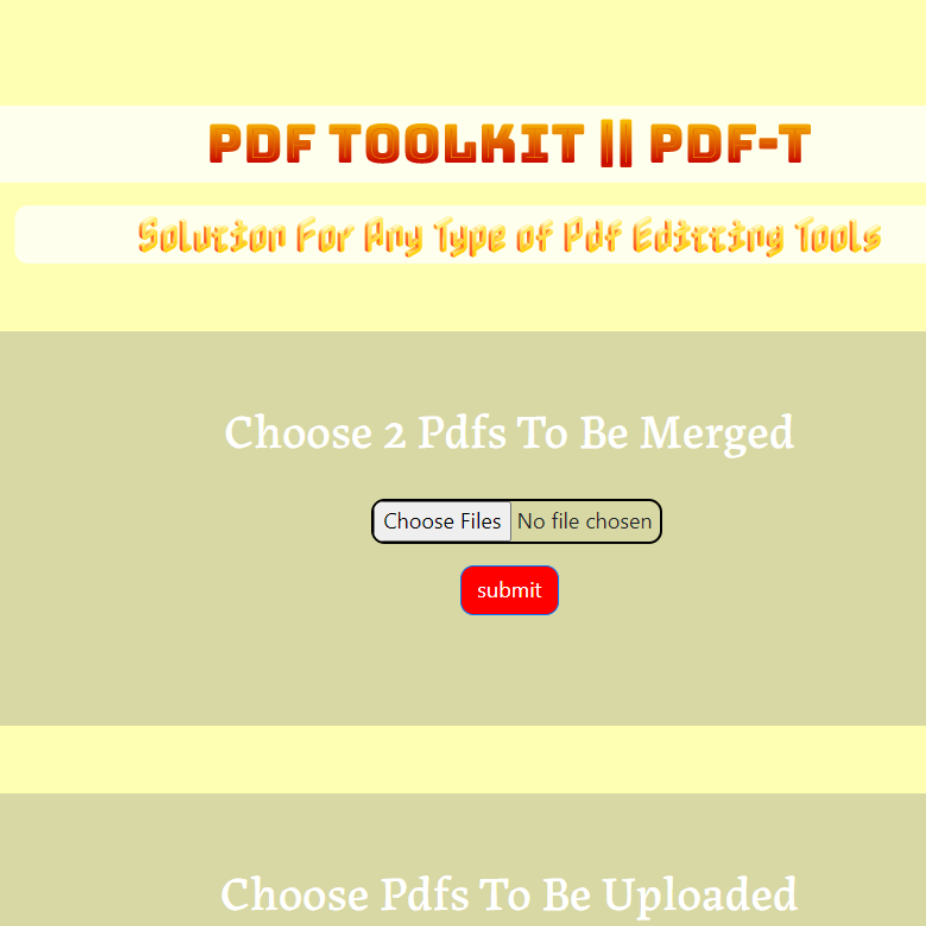 PDF TOOLKIT || PDF-T
Solution For Any Type of Pdf Editting Tools
Choose 2 Pdfs To Be Merged
Choose Files No file chosen
submit
Choose Pdfs To Be Uploaded